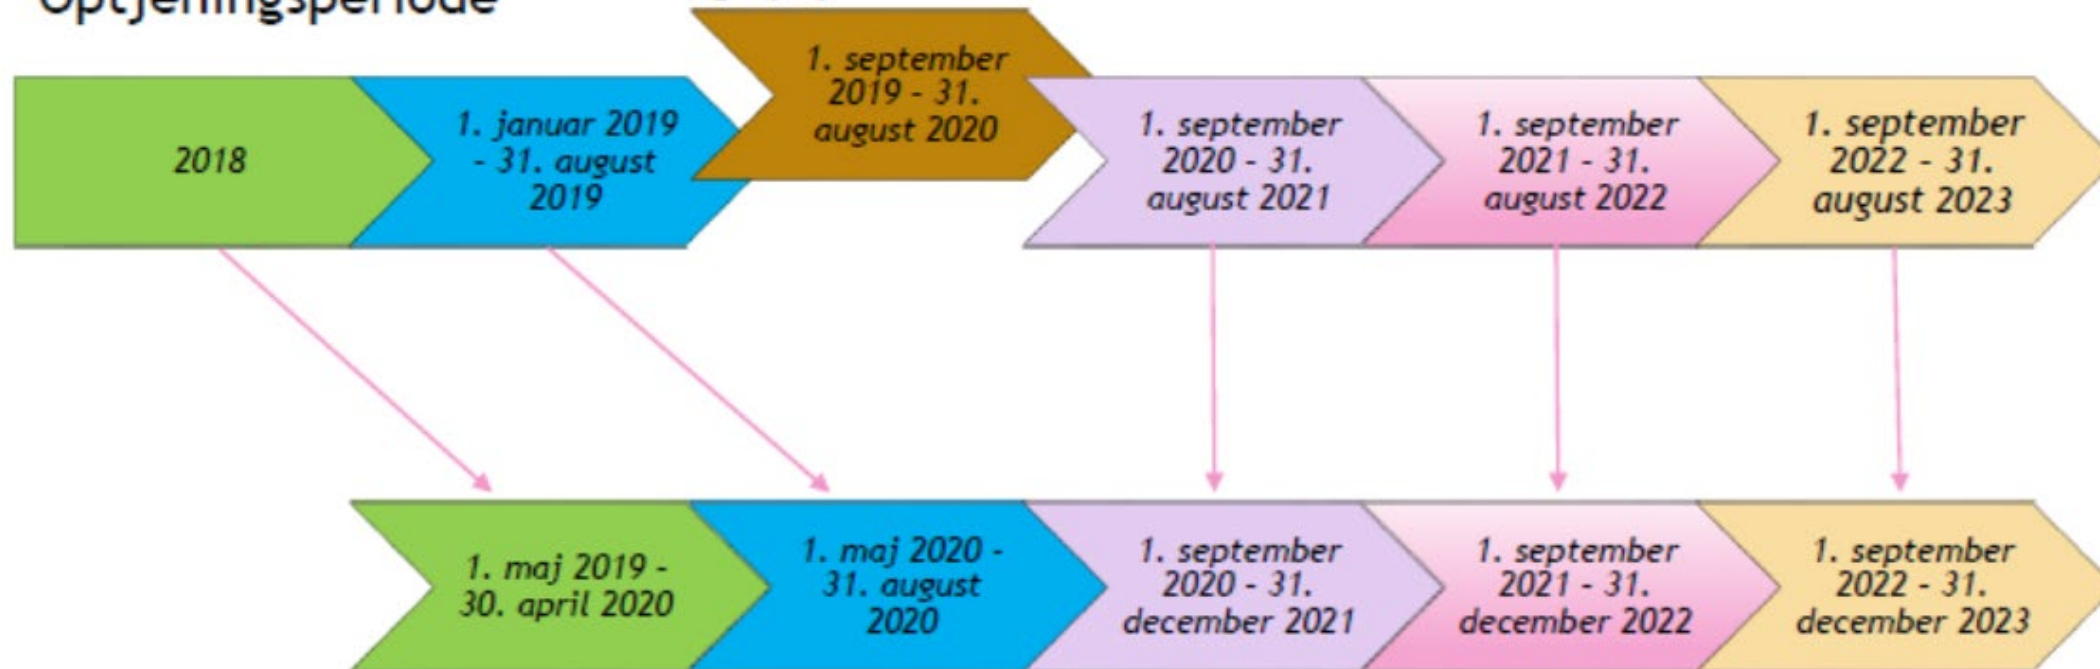 Optjeningsperiode
1. september
2019 - 31.
august 2020
2018
1. januar 2019
- 31. august
2019
1. september
2020 - 31.
august 2021
1. september
2021 - 31.
august 2022
1. september
2022 - 31.
august 2023
1. maj 2019 -
30. april 2020
1. maj 2020 -
31. august
2020
1. september
2020 - 31.
december 2021
1. september
2021 - 31.
december 2022
1. september
2022 - 31.
december 2023